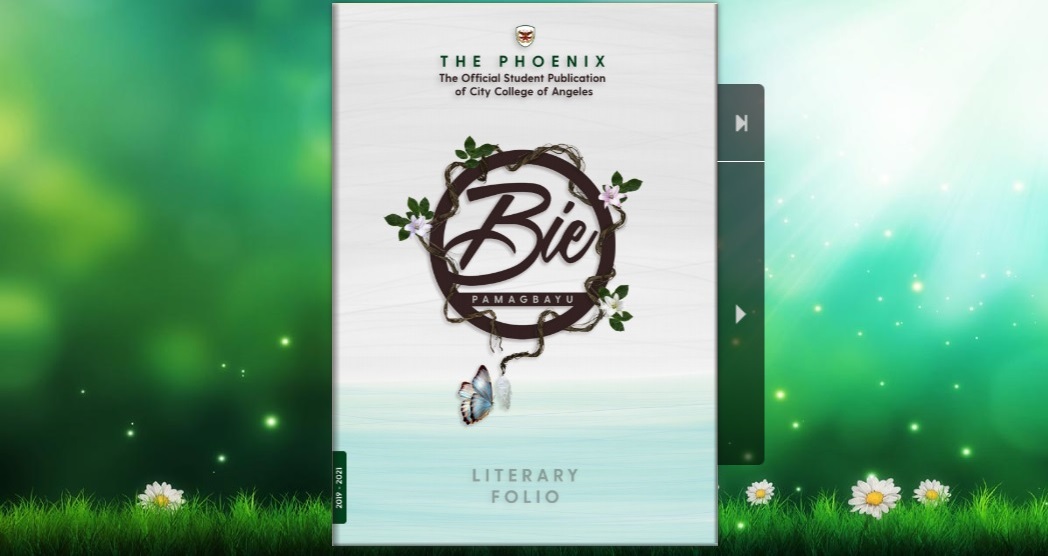 THE PHOENIX
The Official Student Publication
of City College of Angeles
Bie
PAMAGBAYU
2019 - 2021
LITERARY
FOLIO